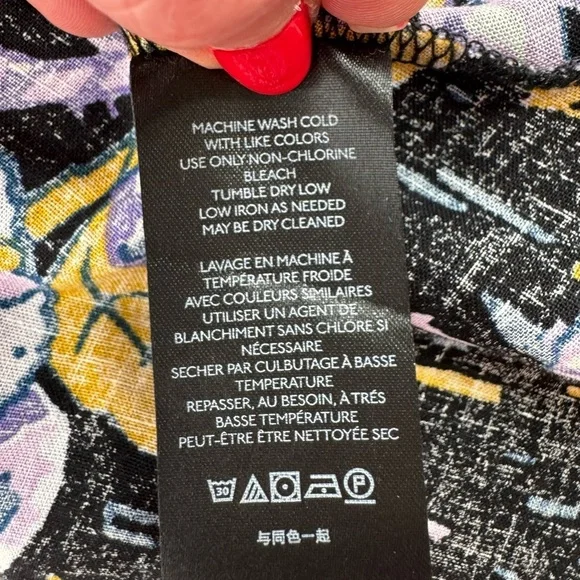 MACHINE WASH COLD
WITH LIKE COLORS
USE ONLY NON-CHLORINE
BLEACH
TUMBLE DRY LOW
LOW IRON AS NEEDED
MAY BE DRY CLEANED
LAVAGE EN MACHINE À
TEMPÉRATURE FROIDE
AVEC COULEURS SIMILAIRES
UTILISER UN AGENT DE
BLANCHIMENT SANS CHLORE SI
NÉCESSAIRE
SECHER PAR CULBUTAGE À BASSE
TEMPERATURE
REPASSER, AU BESOIN, À TRÉS
BASSE TEMPÉRATURE
PEUT-ÊTRE ÊTRE NETTOYÉE SEC
30 P
与同色一起